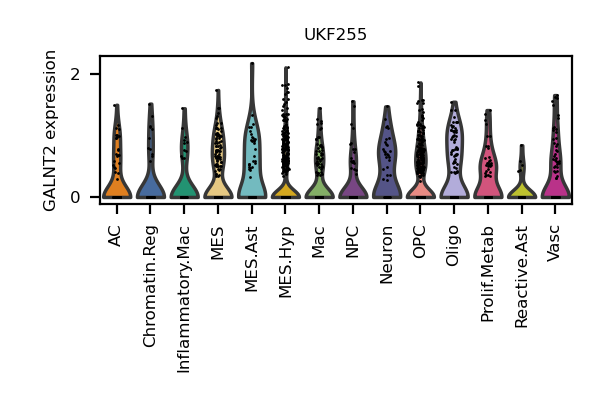 UKF255
GALNT2 expression
2
0
AC
Chromatin.Reg
Inflammatory.Mac
MES
MES.Ast
MES.Hyp
Mac
NPC
Neuron
OPC
Oligo
Prolif.Metab
Reactive.Ast
Vasc